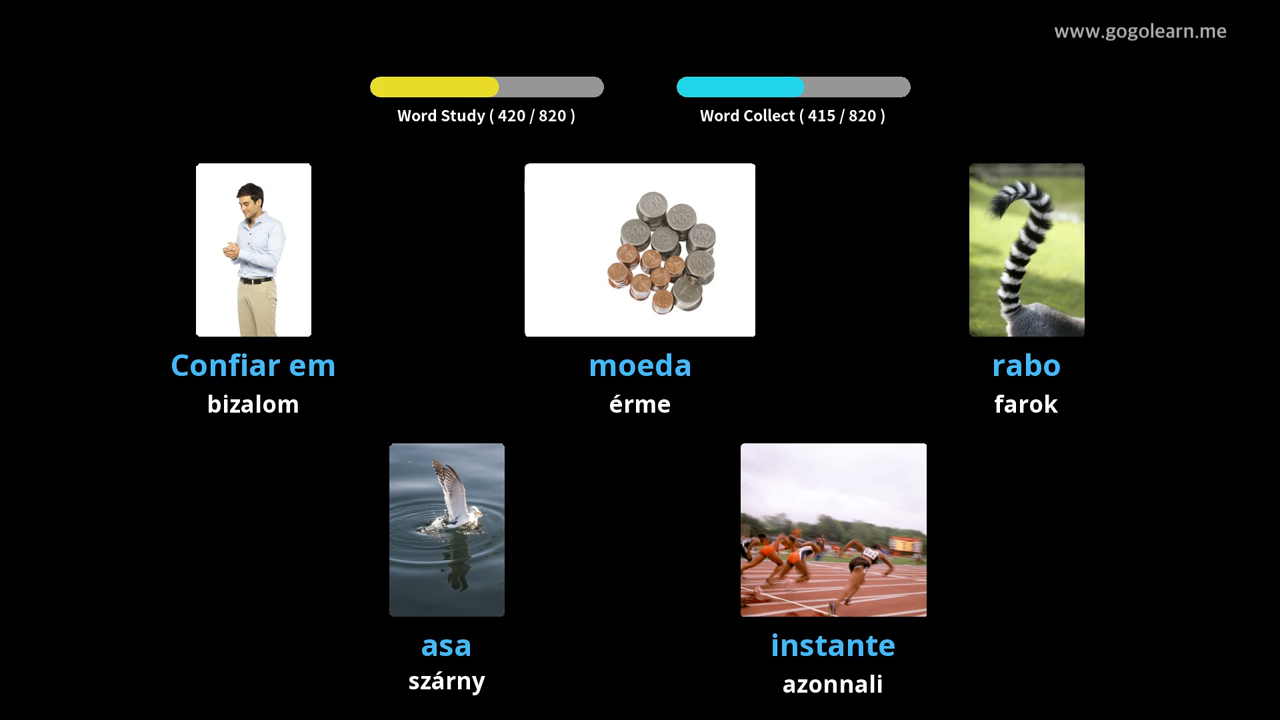 www.gogolearn.me
Word Study ( 420 / 820 )
Word Collect ( 415 / 820 )
Confiar em
bizalom
moeda
érme
rabo
farok
asa
szárny
instante
azonnali